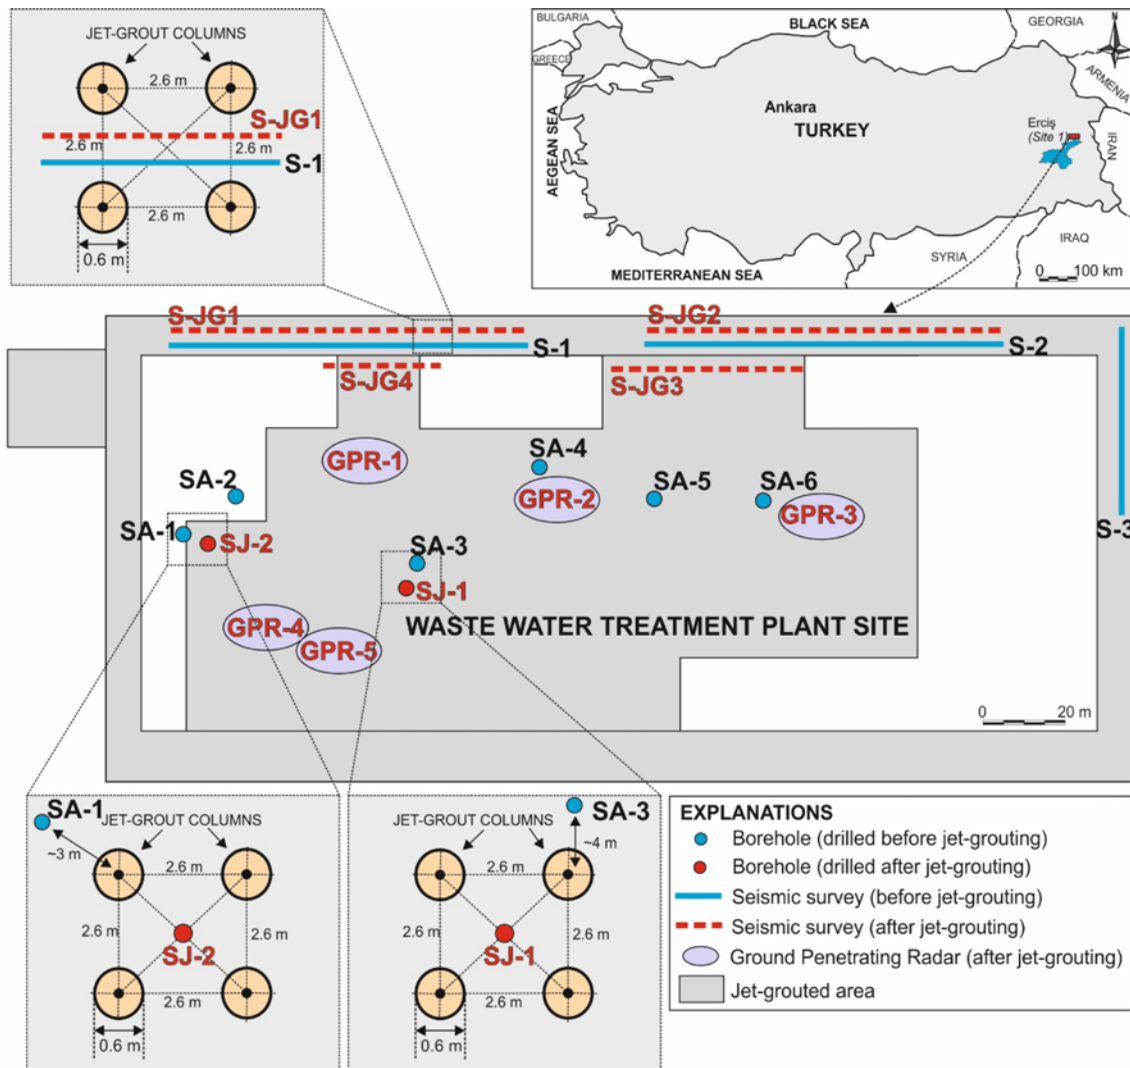 JET-GROUT COLUMNS
2.6 m
S-JG1
2.6 m
2.6 m
S-1
2.6 m
0.6 m
BULGARIA
BLACK SEA
GEORGIA
N
GREECE
ARMENIA
Ankara
TURKEY
Erciş
(Site 1)
IRAN
AEGEAN SEA
SYRIA
IRAQ
MEDITERRANEAN SEA
0 100 km
S-JG1
S-1
S-JG2
S-2
S-JG4
S-JG3
S-3
GPR-1
SA-4
GPR-2
SA-5
SA-6
GPR-3
SA-2
SA-1
SJ-2
SA-3
SJ-1
GPR-4
GPR-5
WASTE WATER TREATMENT PLANT SITE
0 20 m
SA-1
JET-GROUT COLUMNS
~3 m
2.6 m
2.6 m
2.6 m
SJ-2
2.6 m
0.6 m
SA-3
JET-GROUT COLUMNS
~4 m
2.6 m
2.6 m
2.6 m
SJ-1
2.6 m
0.6 m
EXPLANATIONS
Borehole (drilled before jet-grouting)
Borehole (drilled after jet-grouting)
Seismic survey (before jet-grouting)
Seismic survey (after jet-grouting)
Ground Penetrating Radar (after jet-grouting)
Jet-grouted area